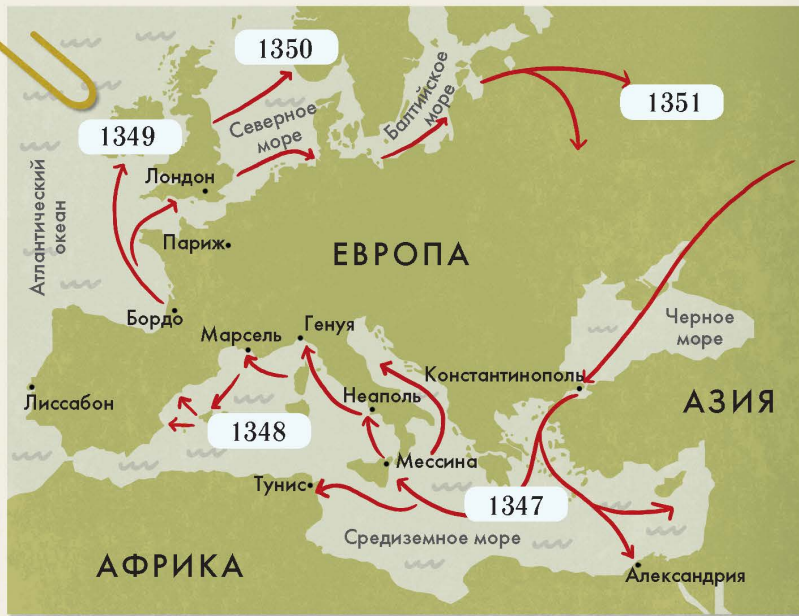 1350
Северное
море
Балтийское
море
1351
1349
Лондон
Атлантический
океан
Париж
ЕВРОПА
Бордо
Марсель
Генуя
Черное
море
Константинополь
Лиссабон
Неаполь
АЗИЯ
1348
Мессина
Тунис
1347
Средиземное море
АФРИКА
Александрия